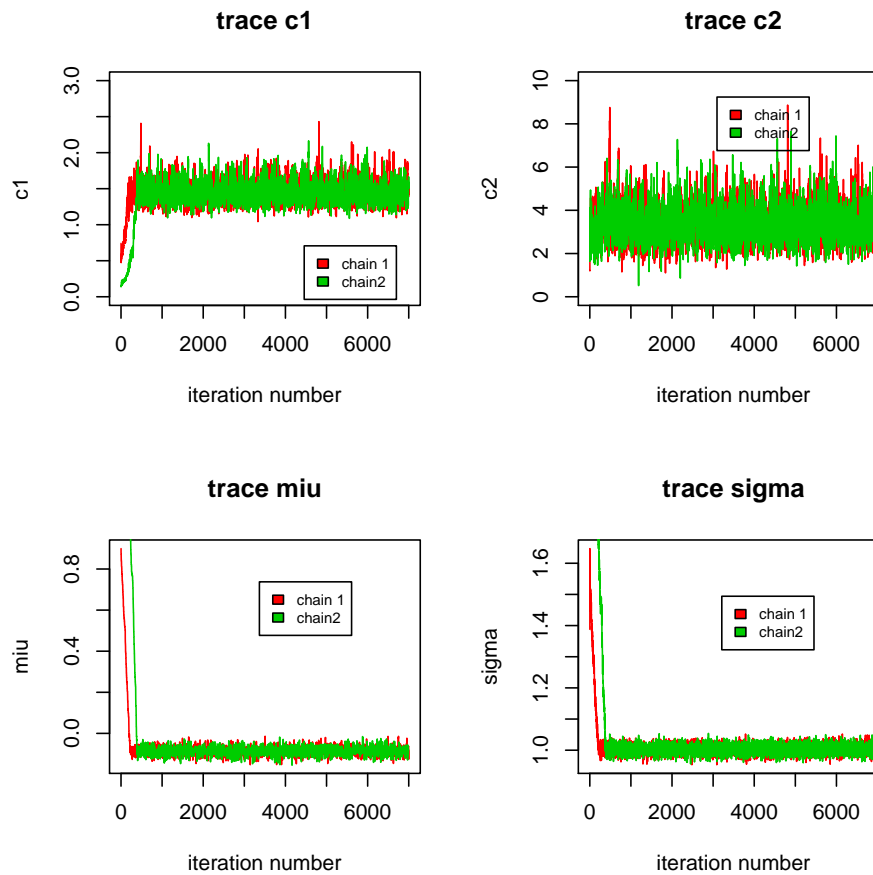 trace c1
c1
3.0
2.0
1.0
0.0
chain 1
chain2
0 2000 4000 6000
iteration number
trace c2
c2
10
8
6
4
2
0
chain 1
chain2
0 2000 4000 6000
iteration number
trace miu
miu
0.8
0.4
0.0
chain 1
chain2
0 2000 4000 6000
iteration number
trace sigma
sigma
1.6
1.4
1.2
1.0
chain 1
chain2
0 2000 4000 6000
iteration number